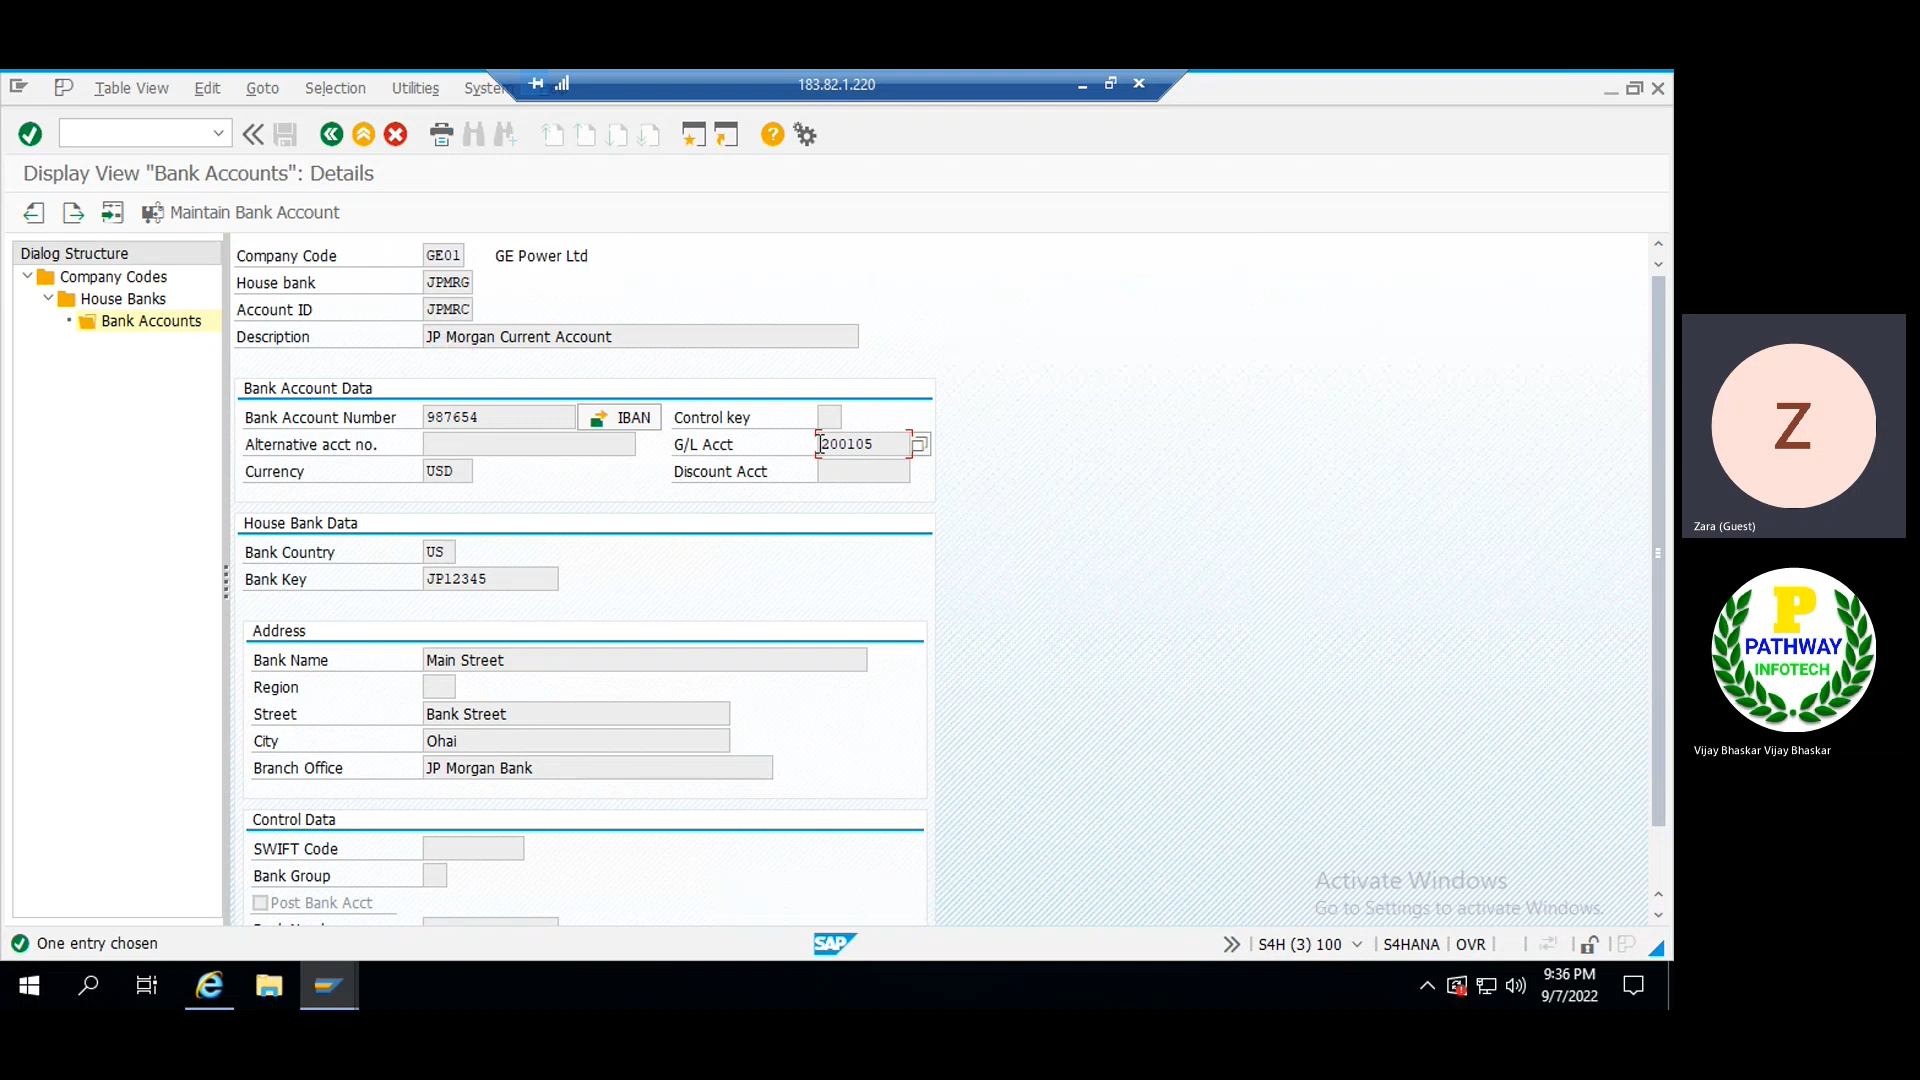 Table View Edit Goto Selection Utilities System
183.82.1.220
Display View "Bank Accounts": Details
Maintain Bank Account
Dialog Structure
Company Codes
House Banks
Bank Accounts
Company Code GE01 GE Power Ltd
House bank JPMRG
Account ID JPMRC
Description JP Morgan Current Account
Bank Account Data
Bank Account Number 987654 IBAN Control key
Alternative acct no. G/L Acct 200105
Currency USD Discount Acct
House Bank Data
Bank Country US
Bank Key JP12345
Address
Bank Name Main Street
Region
Street Bank Street
City Ohai
Branch Office JP Morgan Bank
Control Data
SWIFT Code
Bank Group
Post Bank Acct
Activate Windows
Go to Settings to activate Windows.
One entry chosen
SAP
S4H (3) 100 S4HANA OVR
9:36 PM
9/7/2022
Z
Zara (Guest)
P
PATHWAY
INFOTECH
Vijay Bhaskar Vijay Bhaskar